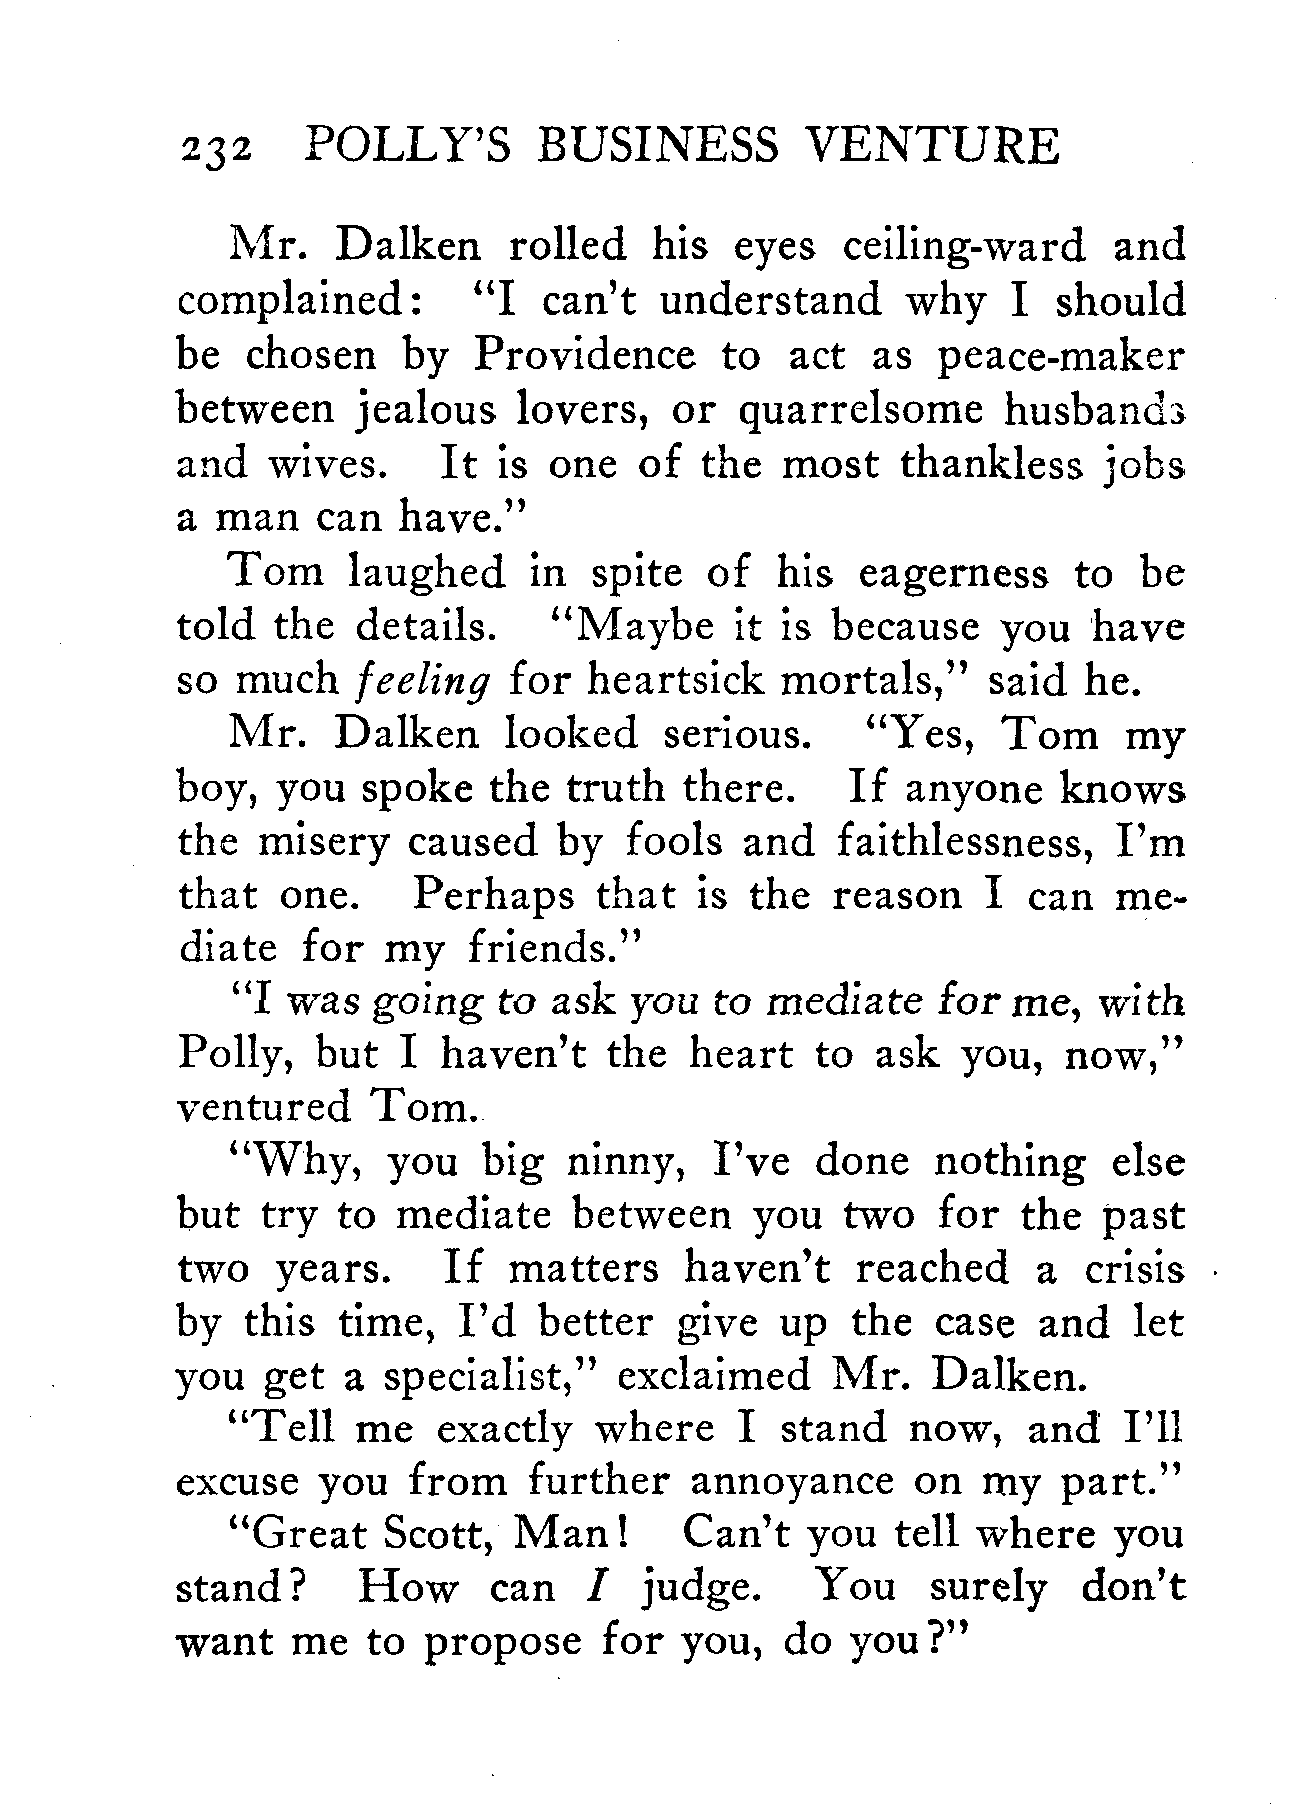 232 POLLY'S BUSINESS VENTURE
Mr. Dalken rolled his eyes ceiling-ward and
complained: "I can't understand why I should
be chosen by Providence to act as peace-maker
between jealous lovers, or quarrelsome husbands
and wives. It is one of the most thankless jobs
a man can have."
Tom laughed in spite of his eagerness to be
told the details. "Maybe it is because you have
so much feeling for heartsick mortals," said he.
Mr. Dalken looked serious. "Yes, Tom my
boy, you spoke the truth there. If anyone knows
the misery caused by fools and faithlessness, I'm
that one. Perhaps that is the reason I can me-
diate for my friends."
"I was going to ask you to mediate for me, with
Polly, but I haven't the heart to ask you, now,"
ventured Tom.
"Why, you big ninny, I've done nothing else
but try to mediate between you two for the past
two years. If matters haven't reached a crisis
by this time, I'd better give up the case and let
you get a specialist," exclaimed Mr. Dalken.
"Tell me exactly where I stand now, and I'll
excuse you from further annoyance on my part."
"Great Scott, Man! Can't you tell where you
stand? How can I judge. You surely don't
want me to propose for you, do you?"